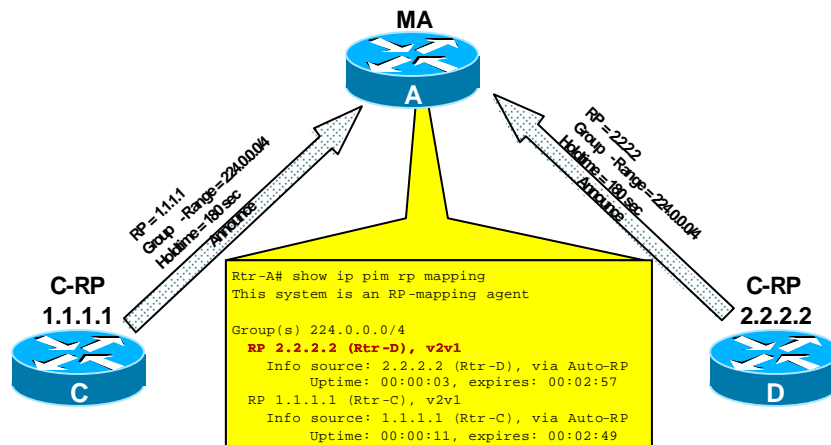 MA
A
RP = 1.1.1.1
Group -Range = 224.0.0.0/4
Holdtime = 180 sec
Announce
RP = 2.2.2.2
Group -Range = 224.0.0.0/4
Holdtime = 180 sec
Announce
C-RP
1.1.1.1
C
C-RP
2.2.2.2
D
Rtr-A# show ip pim rp mapping
This system is an RP-mapping agent
Group(s) 224.0.0.0/4
RP 2.2.2.2 (Rtr-D), v2v1
Info source: 2.2.2.2 (Rtr-D), via Auto-RP
Uptime: 00:00:03, expires: 00:02:57
RP 1.1.1.1 (Rtr-C), v2v1
Info source: 1.1.1.1 (Rtr-C), via Auto-RP
Uptime: 00:00:11, expires: 00:02:49